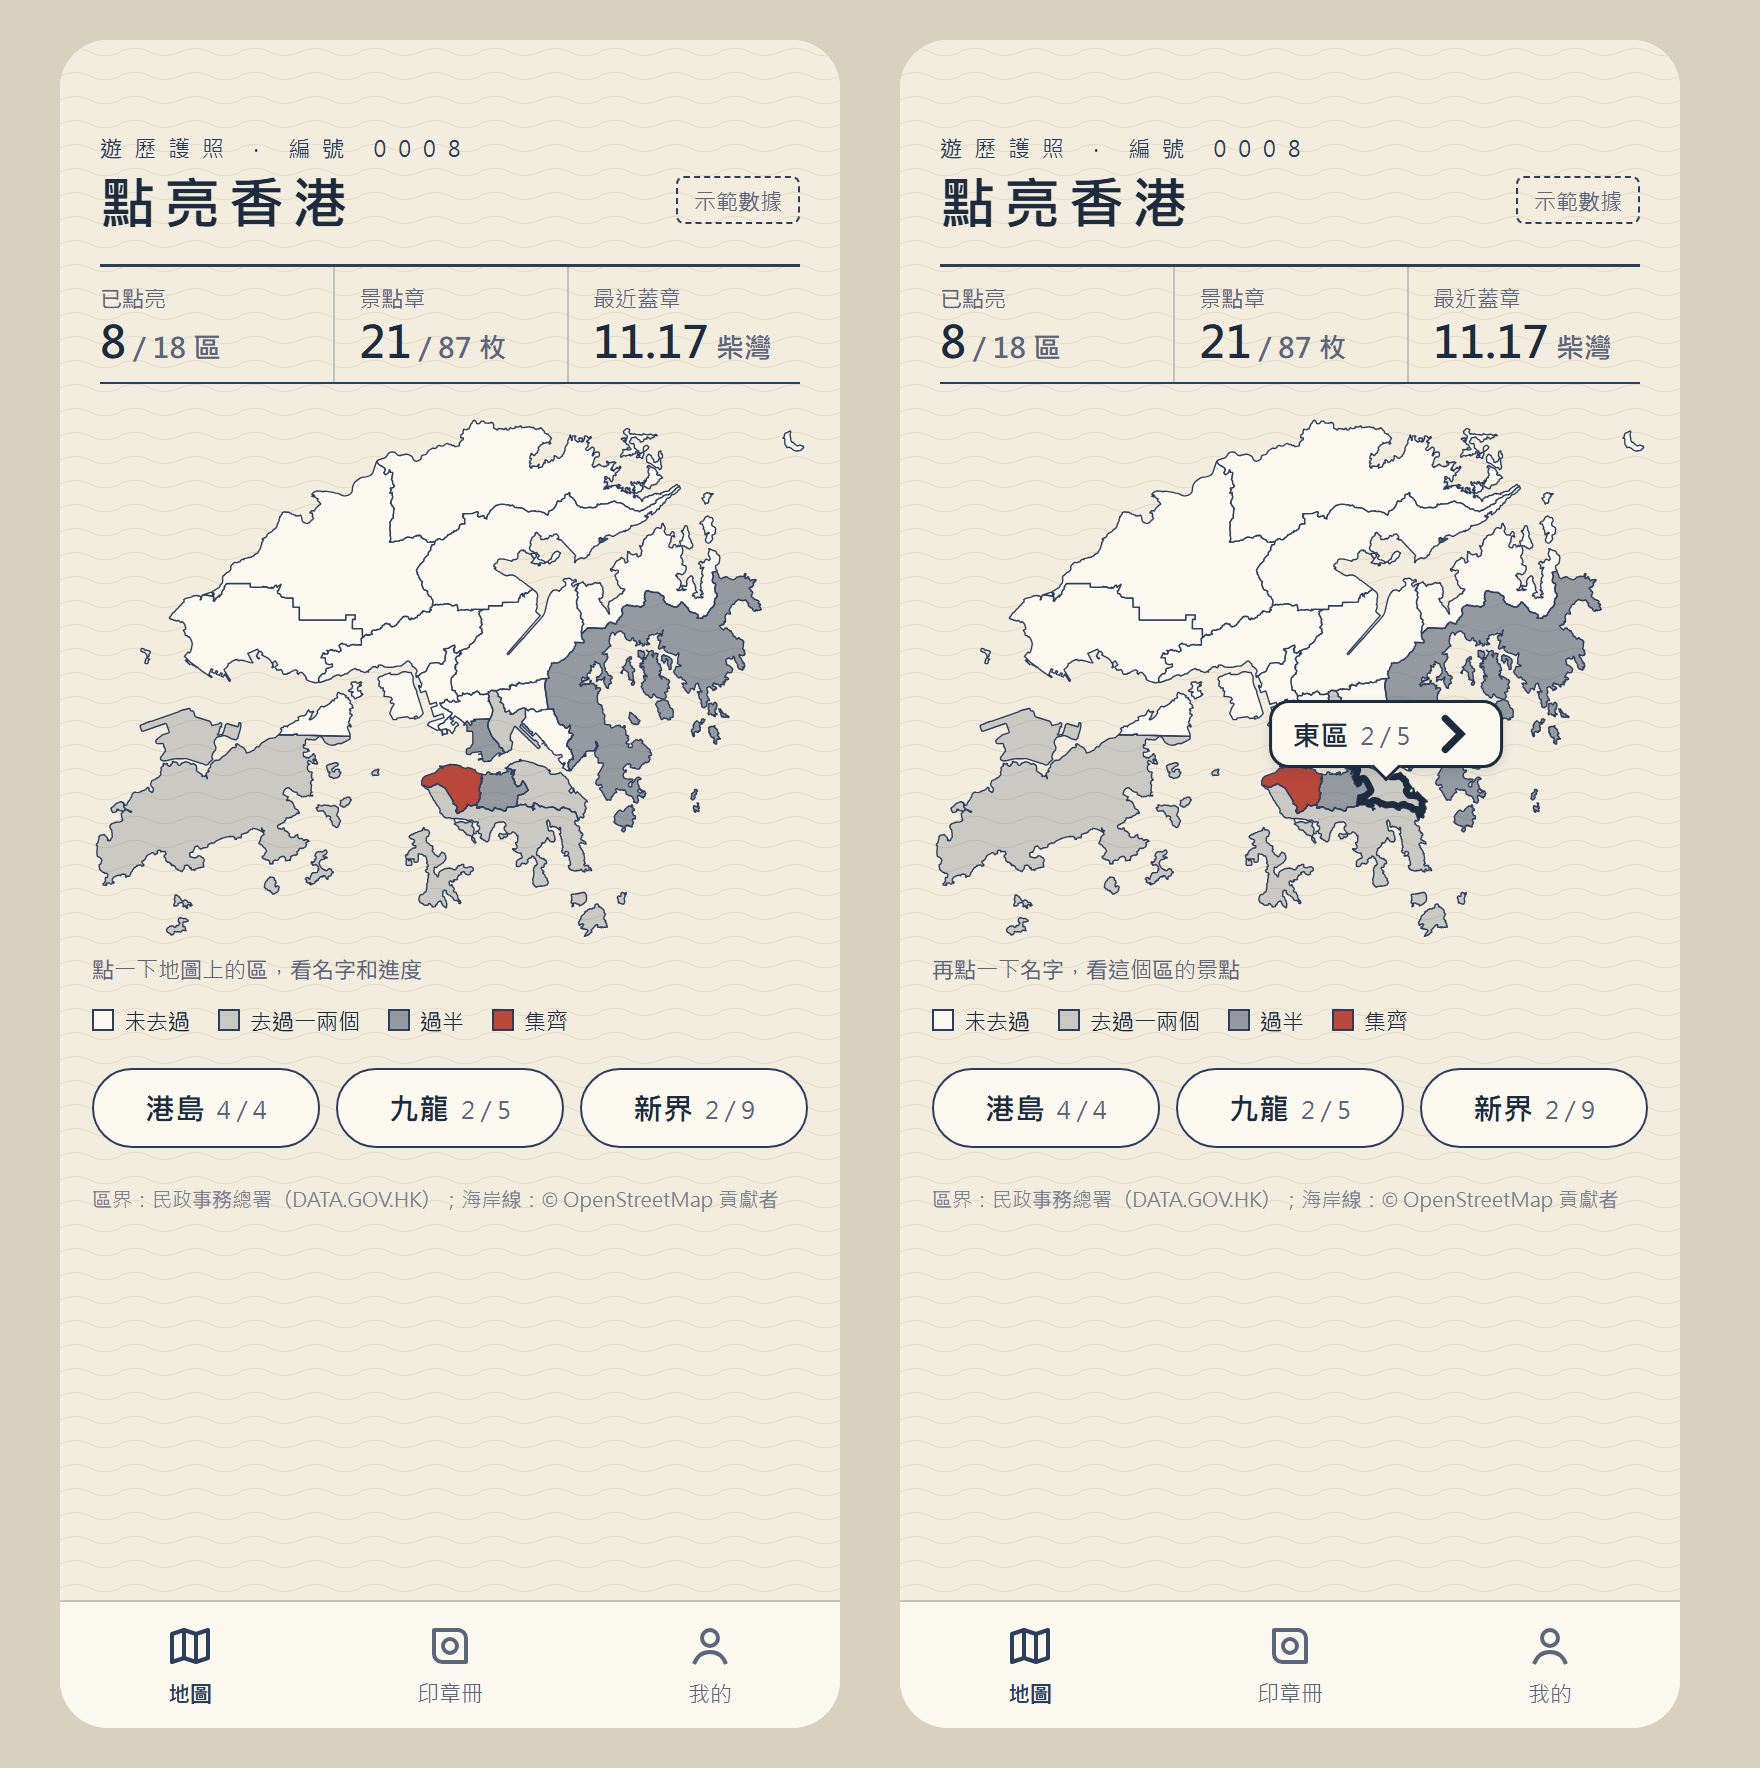 遊歷護照 · 編號 0008
點亮香港
示範數據
已點亮
8 / 18 區
景點章
21 / 87 枚
最近蓋章
11.17 柴灣
點一下地圖上的區，看名字和進度
未去過
去過一兩個
過半
集齊
港島 4/4
九龍 2/5
新界 2/9
區界：民政事務總署（DATA.GOV.HK）；海岸線：© OpenStreetMap 貢獻者
地圖
印章冊
我的
遊歷護照 · 編號 0008
點亮香港
示範數據
已點亮
8 / 18 區
景點章
21 / 87 枚
最近蓋章
11.17 柴灣
東區 2/5
再點一下名字，看這個區的景點
未去過
去過一兩個
過半
集齊
港島 4/4
九龍 2/5
新界 2/9
區界：民政事務總署（DATA.GOV.HK）；海岸線：© OpenStreetMap 貢獻者
地圖
印章冊
我的